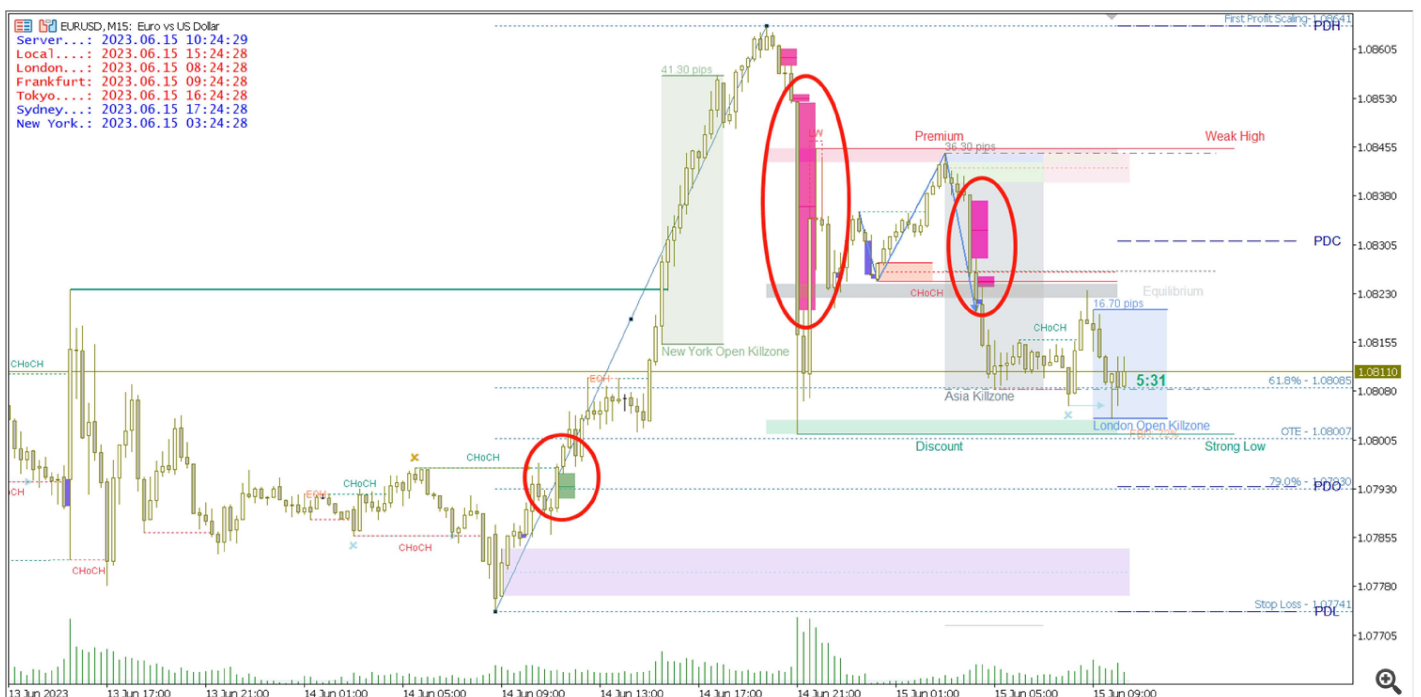 EURUSD, M15: Euro vs US Dollar
Server...: 2023.06.15 10:24:29
Local....: 2023.06.15 15:24:28
London...: 2023.06.15 08:24:28
Frankfurt: 2023.06.15 09:24:28
Tokyo....: 2023.06.15 16:24:28
Sydney...: 2023.06.15 17:24:28
New York.: 2023.06.15 03:24:28
First Profit Scaling-1.08641
PDH
1.08605
41.30 pips
1.08530
LW
Premium
Weak High
36.30 pips
1.08455
1.08380
PDC
1.08305
CHoCH
Equilibrium
1.08230
16.70 pips
CHoCH
New York Open Killzone
1.08155
CHoCH
1.08110
5:31
EQH
61.8% - 1.08085
1.08080
Asia Killzone
London Open Killzone
OTE - 1.08007
1.08005
Discount
Strong Low
CHoCH
CHoCH
79.0% - 1.07930
PDO
1.07930
CH
EQH
CHoCH
1.07855
CHoCH
1.07780
Stop Loss - 1.07741
PDL
1.07705
13 Jun 2023
13 Jun 17:00
13 Jun 21:00
14 Jun 01:00
14 Jun 05:00
14 Jun 09:00
14 Jun 13:00
14 Jun 17:00
14 Jun 21:00
15 Jun 01:00
15 Jun 05:00
15 Jun 09:00